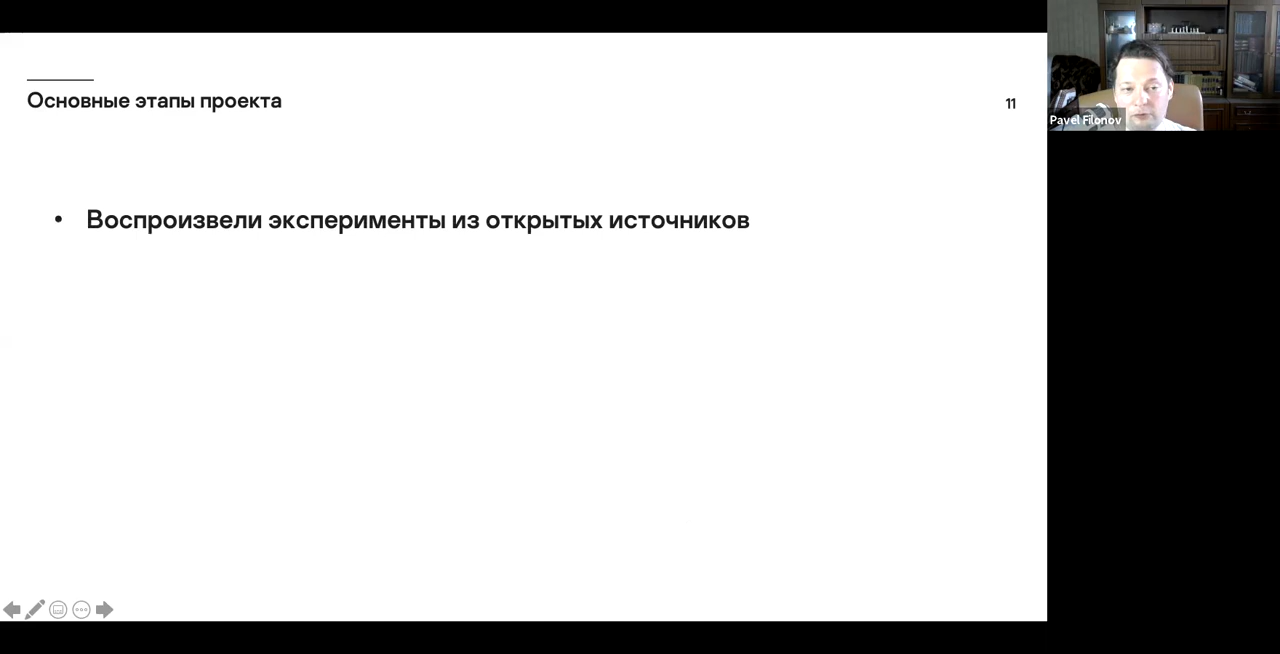 Основные этапы проекта
11
• Воспроизвели эксперименты из открытых источников
Pavel Filonov